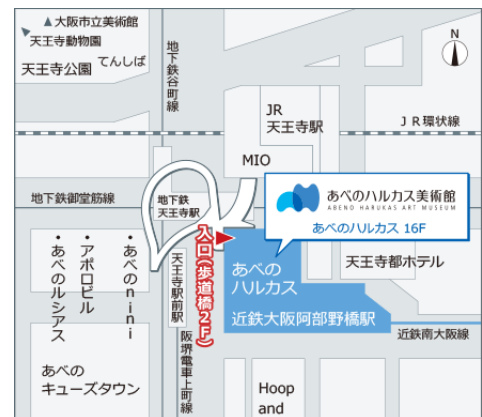 ▲大阪市立美術館
天王寺動物園
天王寺公園
てんしば
地下鉄谷町線
N
JR
天王寺駅
JR環状線
MIO
地下鉄御堂筋線
地下鉄
天王寺駅
あべのハルカス美術館
ABENO HARUKAS ART MUSEUM
あべのハルカス 16F
入口(歩道橋2F)
・あべのnini
・アポロビル
・あべのルシアス
天王寺駅前駅
あべの
ハルカス
天王寺都ホテル
近鉄大阪阿部野橋駅
近鉄南大阪線
阪堺電車上町線
あべの
キューズタウン
Hoop
and